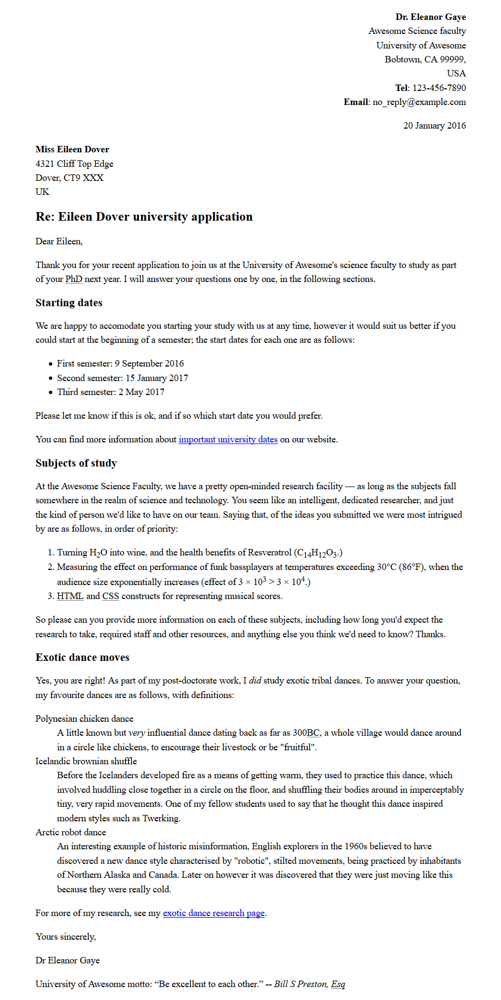 Dr. Eleanor Gaye
Awesome Science faculty
University of Awesome
Bobtown, CA 99999,
USA
Tel: 123-456-7890
Email: no_reply@example.com
20 January 2016
Miss Eileen Dover
4321 Cliff Top Edge
Dover, CT9 XXX
UK
Re: Eileen Dover university application
Dear Eileen,
Thank you for your recent application to join us at the University of Awesome's science faculty to study as part
of your PhD next year. I will answer your questions one by one, in the following sections.
Starting dates
We are happy to accomodate you starting your study with us at any time, however it would suit us better if you
could start at the beginning of a semester; the start dates for each one are as follows:
• First semester: 9 September 2016
• Second semester: 15 January 2017
• Third semester: 2 May 2017
Please let me know if this is ok, and if so which start date you would prefer.
You can find more information about important university dates on our website.
Subjects of study
At the Awesome Science Faculty, we have a pretty open-minded research facility — as long as the subjects fall
somewhere in the realm of science and technology. You seem like an intelligent, dedicated researcher, and just
the kind of person we'd like to have on our team. Saying that, of the ideas you submitted we were most intrigued
by are as follows, in order of priority:
1. Turning H₂O into wine, and the health benefits of Resveratrol (C₁₄H₁₂O₃.)
2. Measuring the effect on performance of funk bassplayers at temperatures exceeding 30°C (86°F), when the
audience size exponentially increases (effect of 3 × 10³ > 3 × 10⁴.)
3. HTML and CSS constructs for representing musical scores.
So please can you provide more information on each of these subjects, including how long you'd expect the
research to take, required staff and other resources, and anything else you think we'd need to know? Thanks.
Exotic dance moves
Yes, you are right! As part of my post-doctorate work, I did study exotic tribal dances. To answer your question,
my favourite dances are as follows, with definitions:
Polynesian chicken dance
A little known but very influential dance dating back as far as 300BC, a whole village would dance around
in a circle like chickens, to encourage their livestock or be "fruitful".
Icelandic brownian shuffle
Before the Icelanders developed fire as a means of getting warm, they used to practice this dance, which
involved huddling close together in a circle on the floor, and shuffling their bodies around in imperceptably
tiny, very rapid movements. One of my fellow students used to say that he thought this dance inspired
modern styles such as Twerking.
Arctic robot dance
An interesting example of historic misinformation, English explorers in the 1960s believed to have
discovered a new dance style characterised by "robotic", stilted movements, being practiced by inhabitants
of Northern Alaska and Canada. Later on however it was discovered that they were just moving like this
because they were really cold.
For more of my research, see my exotic dance research page.
Yours sincerely,
Dr Eleanor Gaye
University of Awesome motto: “Be excellent to each other.” -- Bill S Preston, Esq